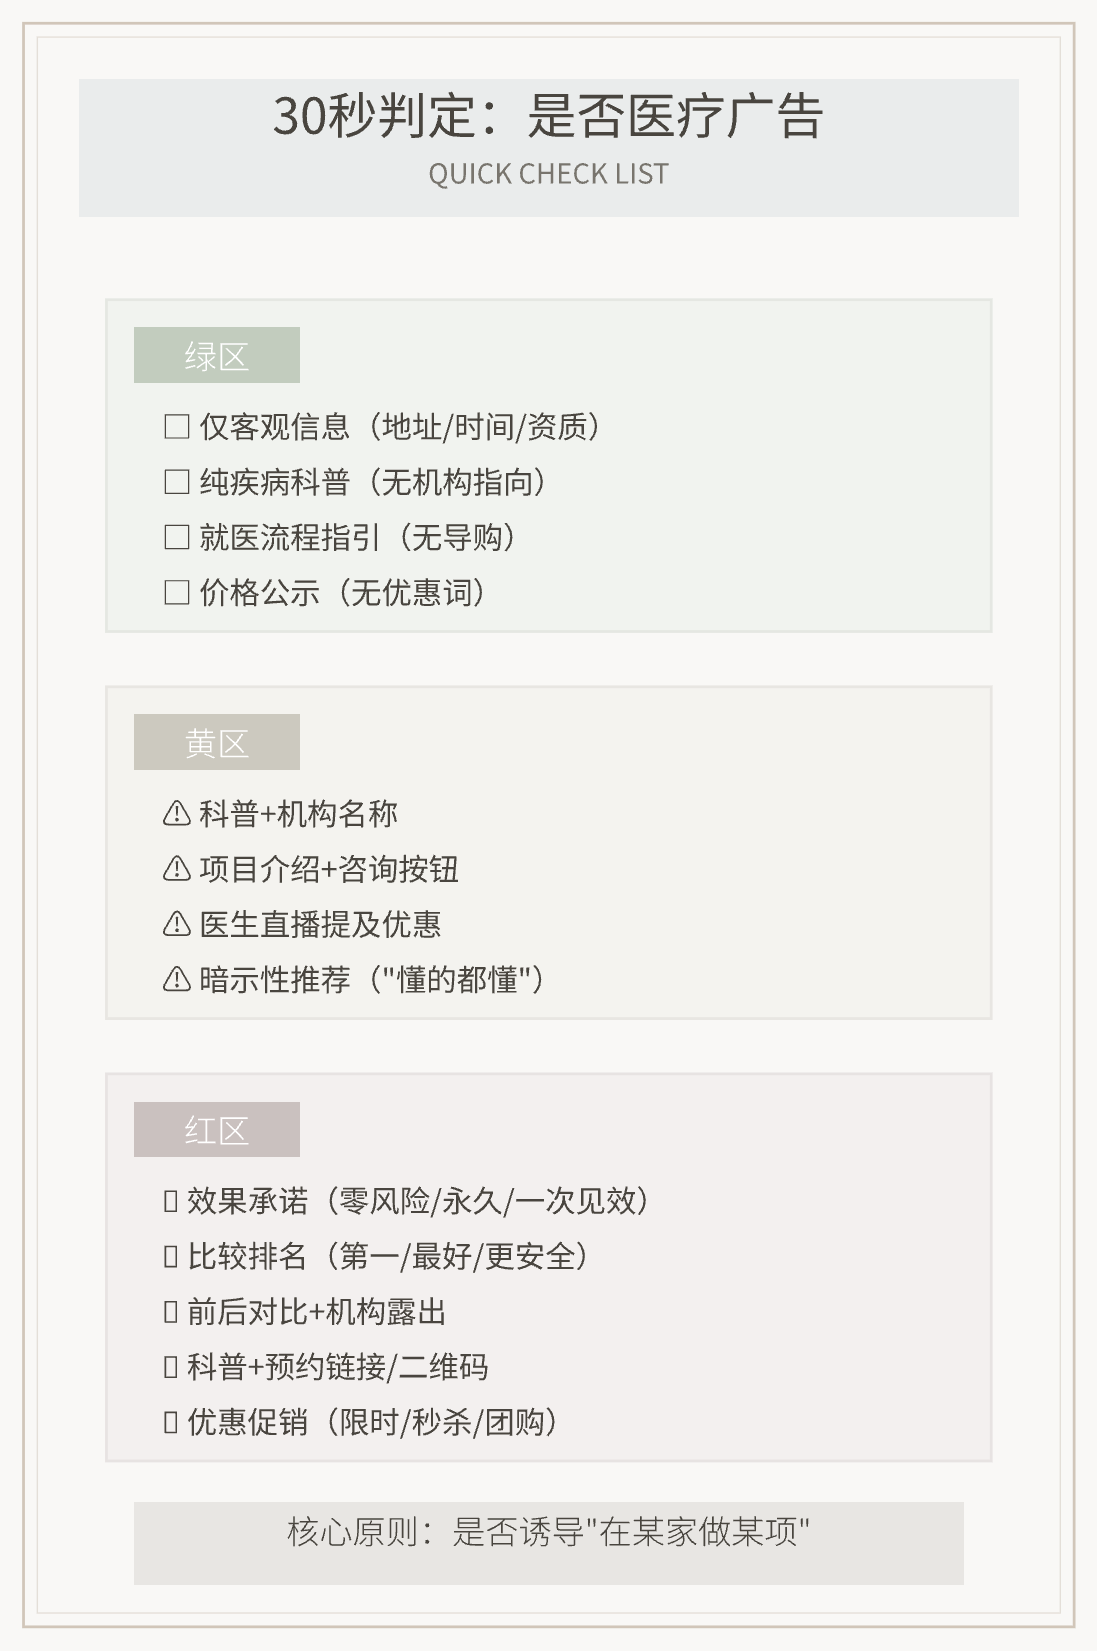 30秒判定：是否医疗广告
QUICK CHECK LIST
绿区
□ 仅客观信息（地址/时间/资质）
□ 纯疾病科普（无机构指向）
□ 就医流程指引（无导购）
□ 价格公示（无优惠词）
黄区
⚠ 科普+机构名称
⚠ 项目介绍+咨询按钮
⚠ 医生直播提及优惠
⚠ 暗示性推荐（"懂的都懂"）
红区
▯ 效果承诺（零风险/永久/一次见效）
▯ 比较排名（第一/最好/更安全）
▯ 前后对比+机构露出
▯ 科普+预约链接/二维码
▯ 优惠促销（限时/秒杀/团购）
核心原则：是否诱导"在某家做某项"